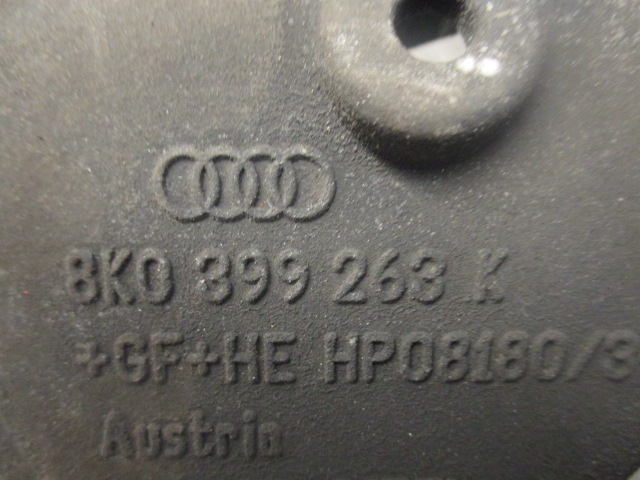 8K0 399 263 K
+GF+HE HP08180/3
Austria